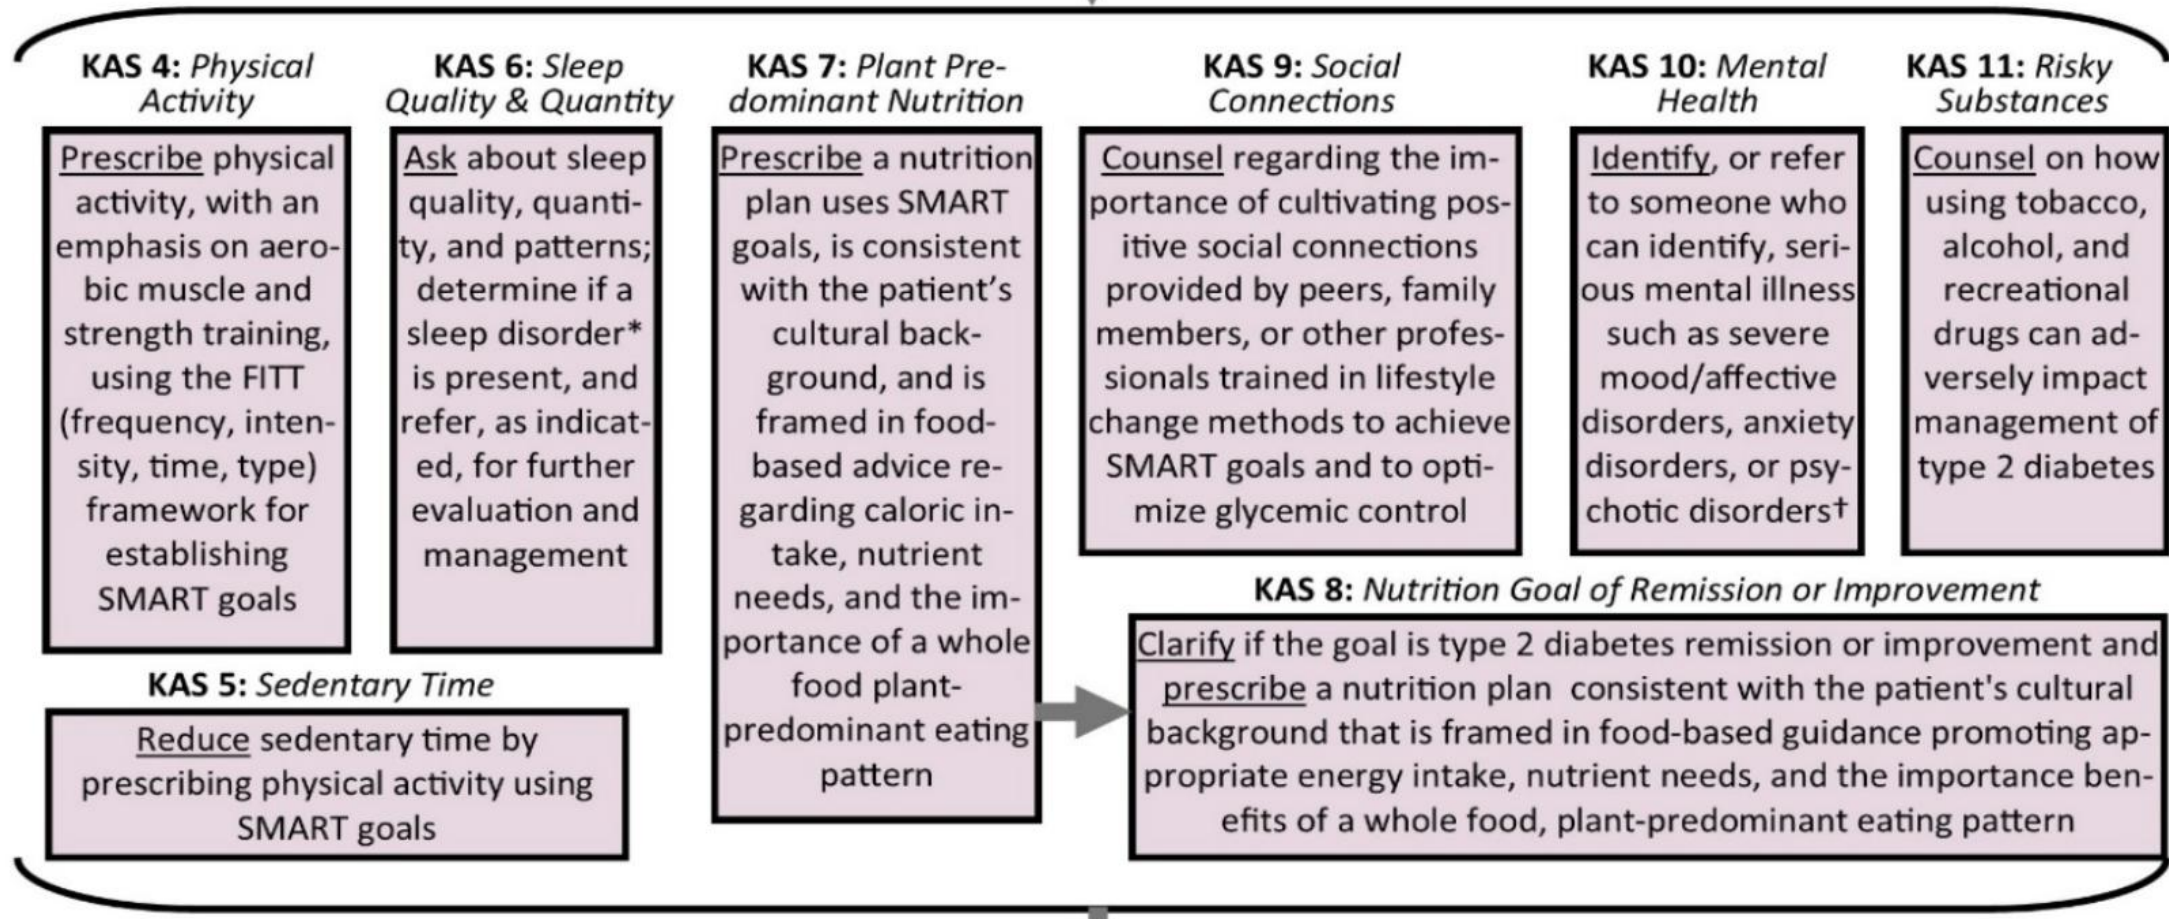 KAS 4: Physical
Activity
Prescribe physical
activity, with an
emphasis on aero-
bic muscle and
strength training,
using the FITT
(frequency, inten-
sity, time, type)
framework for
establishing
SMART goals
KAS 5: Sedentary Time
Reduce sedentary time by
prescribing physical activity using
SMART goals
KAS 6: Sleep
Quality & Quantity
Ask about sleep
quality, quanti-
ty, and patterns;
determine if a
sleep disorder*
is present, and
refer, as indicat-
ed, for further
evaluation and
management
KAS 7: Plant Pre-
dominant Nutrition
Prescribe a nutrition
plan uses SMART
goals, is consistent
with the patient's
cultural back-
ground, and is
framed in food-
based advice re-
garding caloric in-
take, nutrient
needs, and the im-
portance of a whole
food plant-
predominant eating
pattern
KAS 9: Social
Connections
Counsel regarding the im-
portance of cultivating pos-
itive social connections
provided by peers, family
members, or other profes-
sionals trained in lifestyle
change methods to achieve
SMART goals and to opti-
mize glycemic control
KAS 10: Mental
Health
Identify, or refer
to someone who
can identify, seri-
ous mental illness
such as severe
mood/affective
disorders, anxiety
disorders, or psy-
chotic disorders†
KAS 11: Risky
Substances
Counsel on how
using tobacco,
alcohol, and
recreational
drugs can ad-
versely impact
management of
type 2 diabetes
KAS 8: Nutrition Goal of Remission or Improvement
Clarify if the goal is type 2 diabetes remission or improvement and
prescribe a nutrition plan consistent with the patient's cultural
background that is framed in food-based guidance promoting ap-
propriate energy intake, nutrient needs, and the importance ben-
efits of a whole food, plant-predominant eating pattern